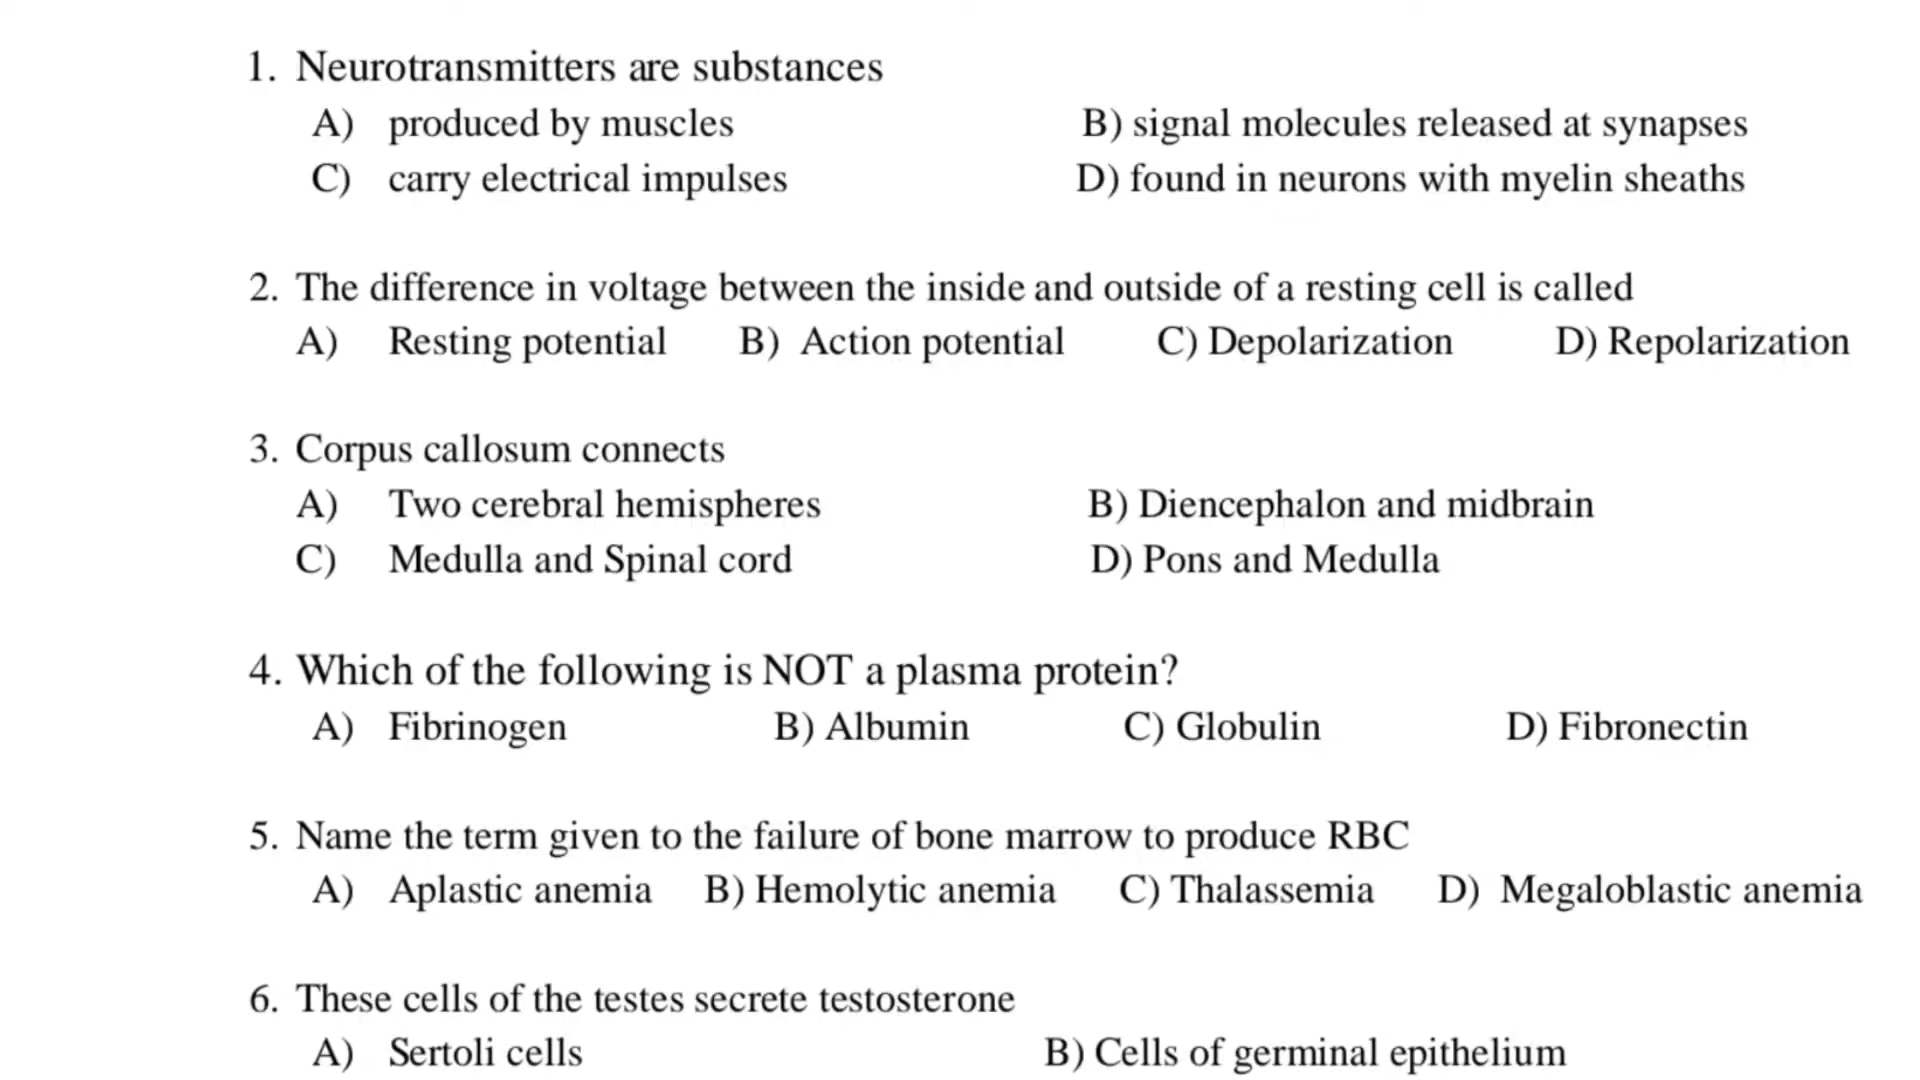 1. Neurotransmitters are substances
A) produced by muscles B) signal molecules released at synapses
C) carry electrical impulses D) found in neurons with myelin sheaths
2. The difference in voltage between the inside and outside of a resting cell is called
A) Resting potential B) Action potential C) Depolarization D) Repolarization
3. Corpus callosum connects
A) Two cerebral hemispheres B) Diencephalon and midbrain
C) Medulla and Spinal cord D) Pons and Medulla
4. Which of the following is NOT a plasma protein?
A) Fibrinogen B) Albumin C) Globulin D) Fibronectin
5. Name the term given to the failure of bone marrow to produce RBC
A) Aplastic anemia B) Hemolytic anemia C) Thalassemia D) Megaloblastic anemia
6. These cells of the testes secrete testosterone
A) Sertoli cells B) Cells of germinal epithelium